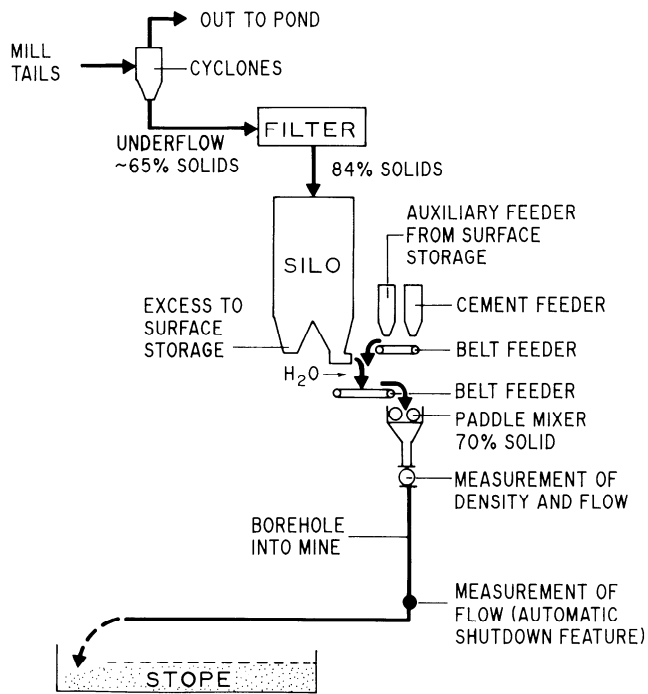 OUT TO POND
MILL
TAILS
CYCLONES
UNDERFLOW
~65% SOLIDS
FILTER
84% SOLIDS
AUXILIARY FEEDER
FROM SURFACE
STORAGE
SILO
CEMENT FEEDER
EXCESS TO
SURFACE
STORAGE
BELT FEEDER
H₂O
BELT FEEDER
PADDLE MIXER
70% SOLID
MEASUREMENT OF
DENSITY AND FLOW
BOREHOLE
INTO MINE
MEASUREMENT OF
FLOW (AUTOMATIC
SHUTDOWN FEATURE)
STOPE